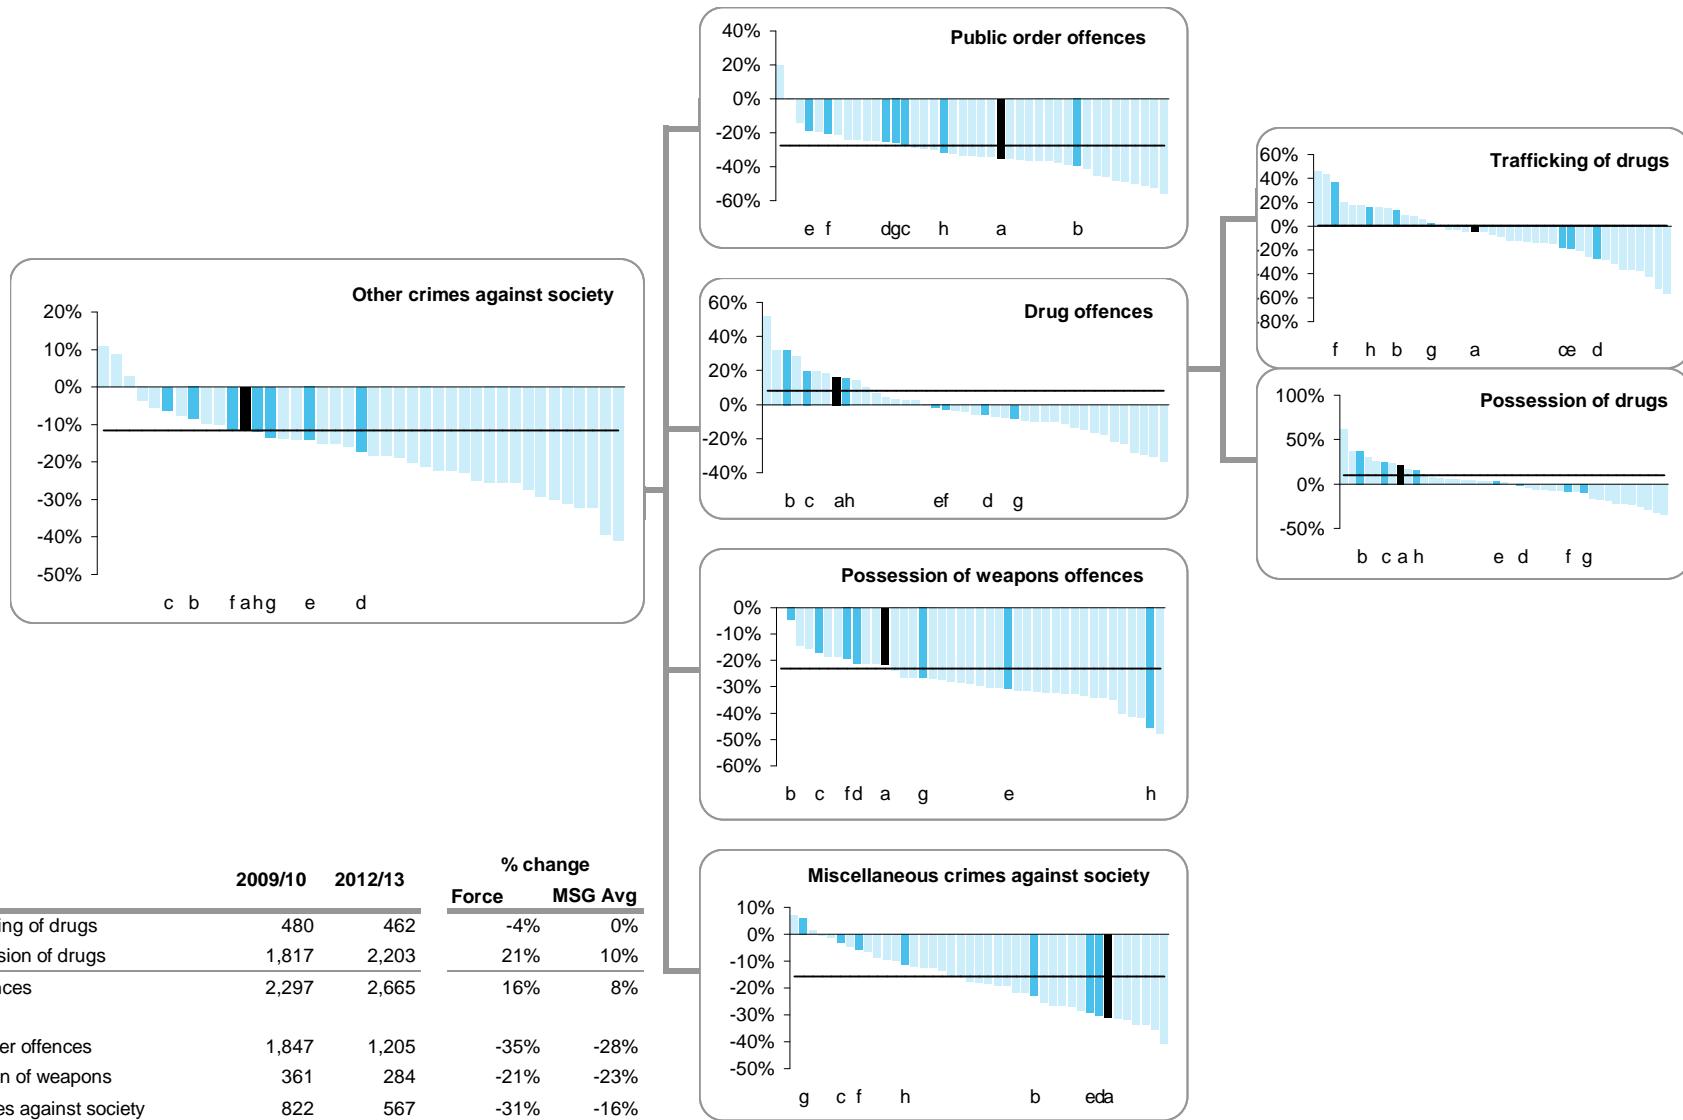 Public order offences
40%
20%
0%
-20%
-40%
-60%
e f dgc h a b
Trafficking of drugs
60%
40%
20%
0%
-20%
-40%
-60%
-80%
f h b g a ce d
Other crimes against society
20%
10%
0%
-10%
-20%
-30%
-40%
-50%
c b f a h g e d
Drug offences
60%
40%
20%
0%
-20%
-40%
b c ah ef d g
Possession of drugs
100%
50%
0%
-50%
b c a h e d f g
Possession of weapons offences
0%
-10%
-20%
-30%
-40%
-50%
-60%
b c f d a g e h
Miscellaneous crimes against society
10%
0%
-10%
-20%
-30%
-40%
-50%
g c f h b eda
% change
2009/10 2012/13 Force MSG Avg
ing of drugs 480 462 -4% 0%
sion of drugs 1,817 2,203 21% 10%
nces 2,297 2,665 16% 8%
er offences 1,847 1,205 -35% -28%
n of weapons 361 284 -21% -23%
es against society 822 567 -31% -16%